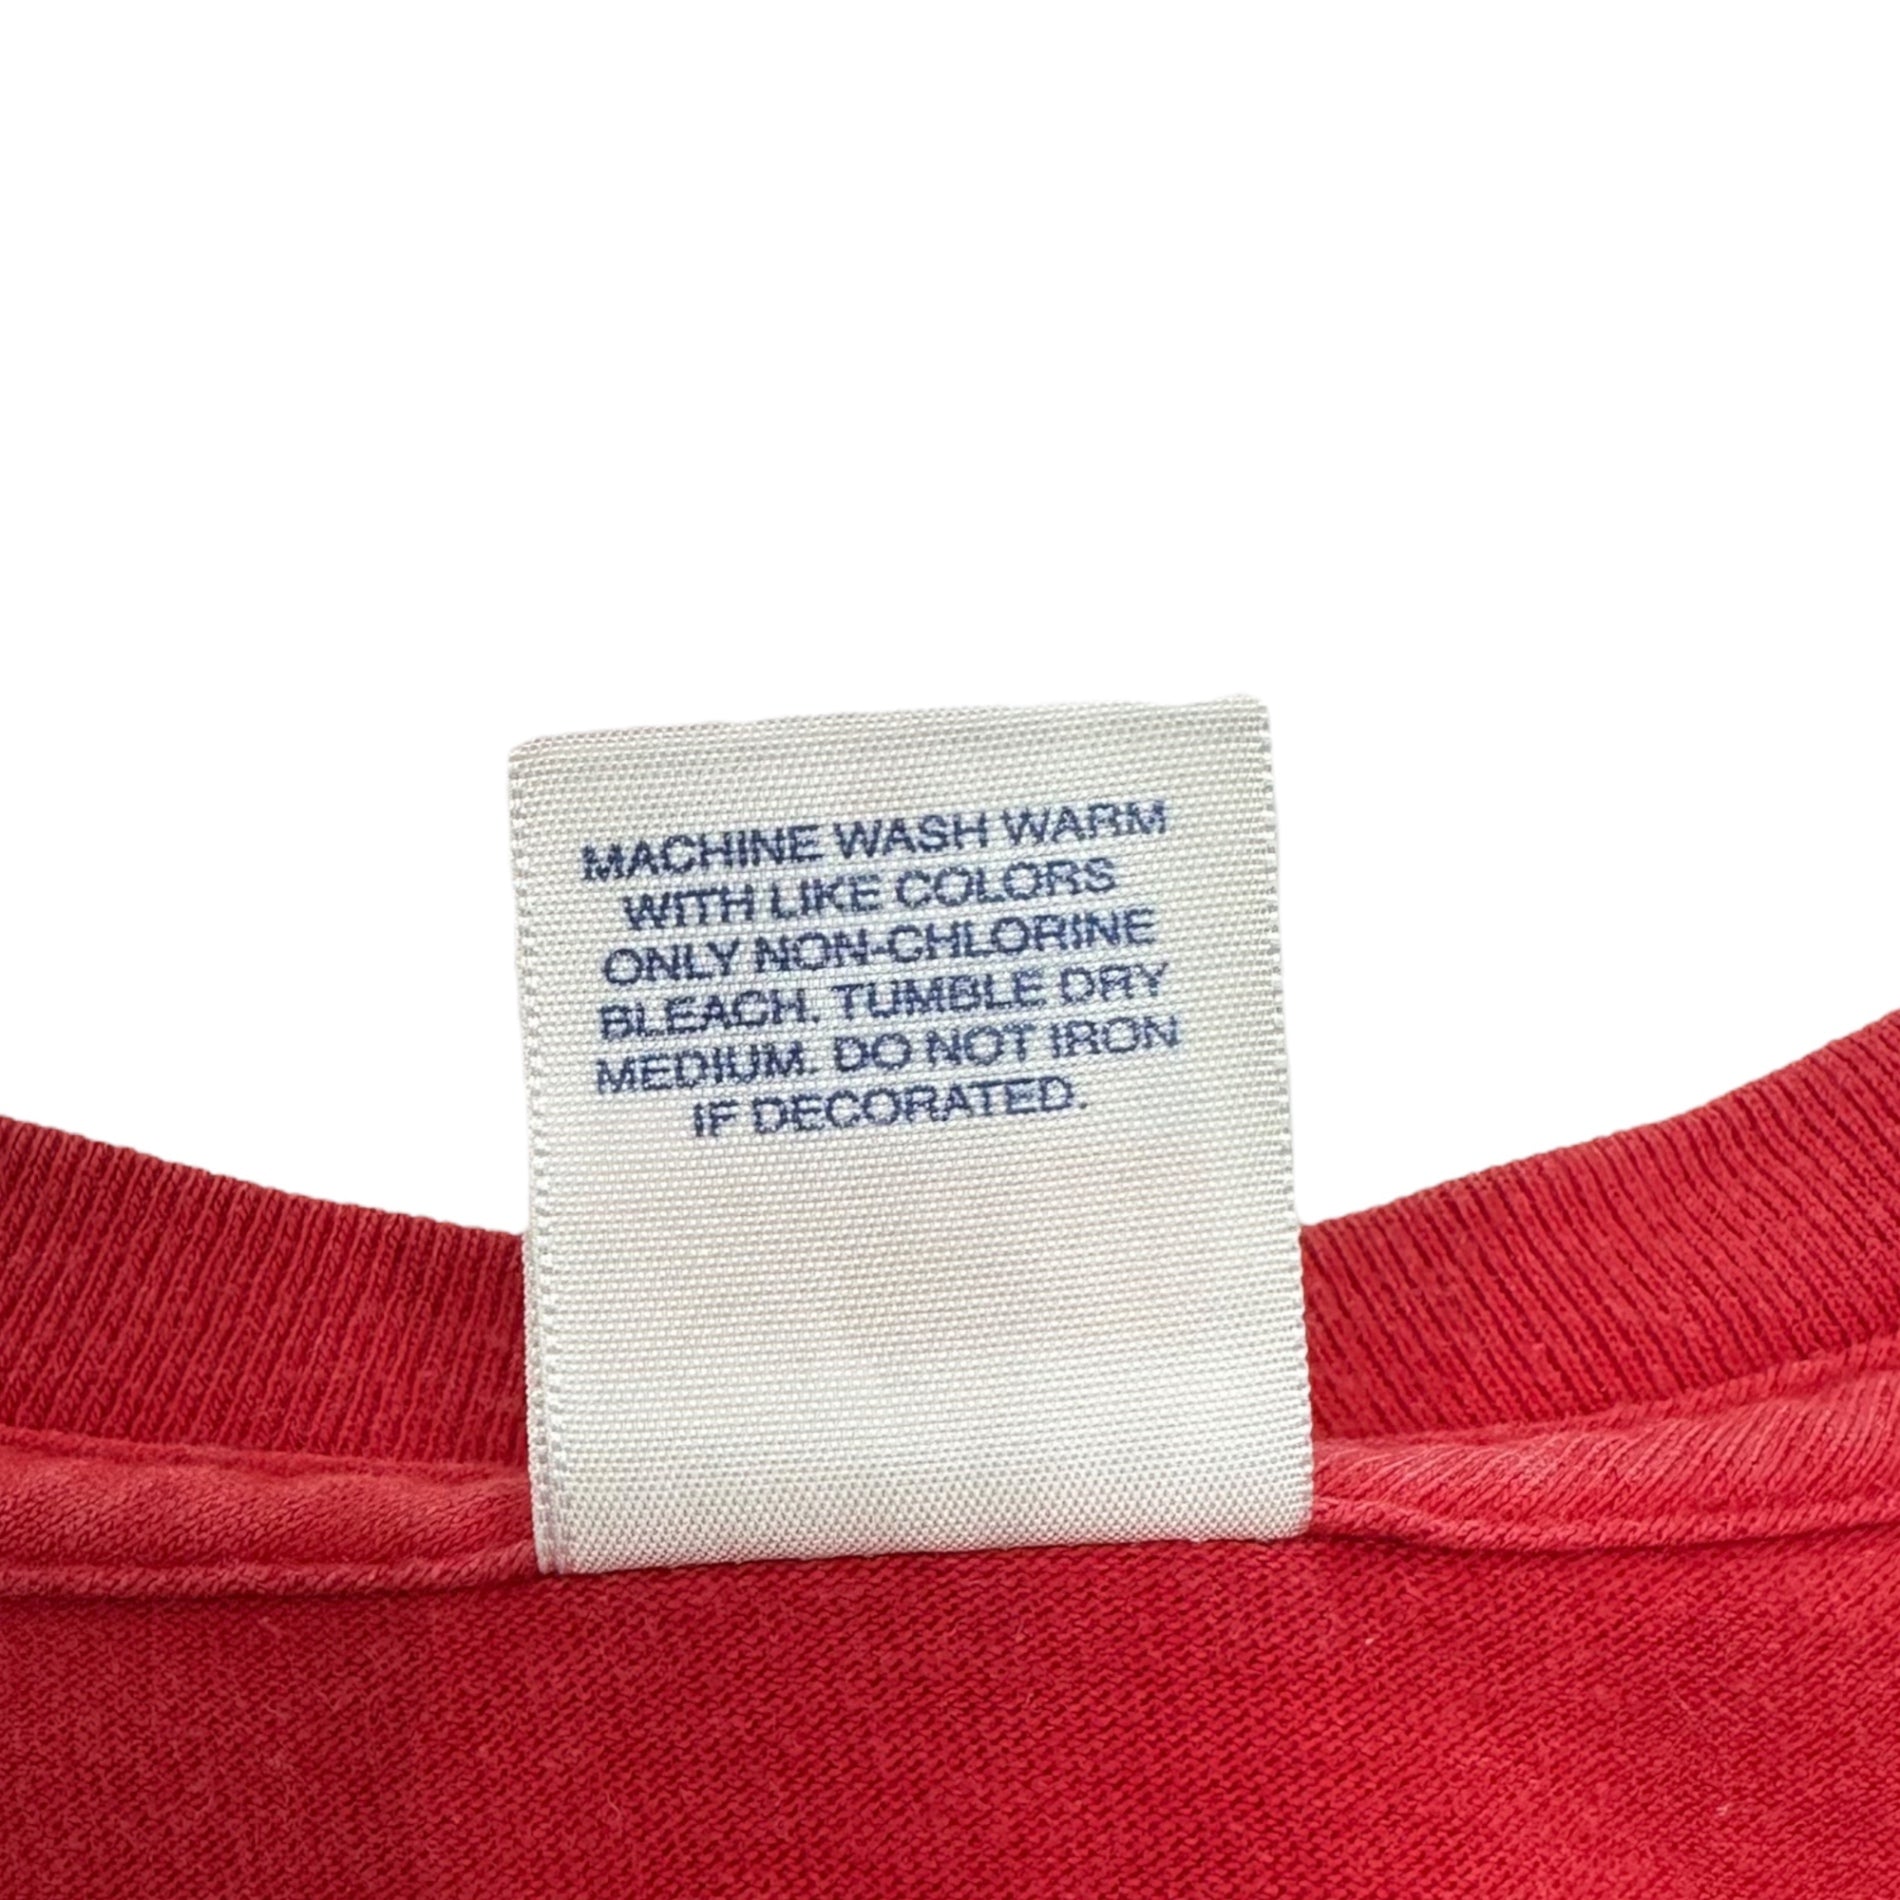 MACHINE WASH WARM
WITH LIKE COLORS
ONLY NON-CHLORINE
BLEACH. TUMBLE DRY
MEDIUM. DO NOT IRON
IF DECORATED.